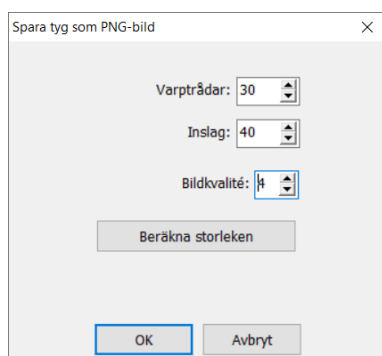 Spara tyg som PNG-bild
Varptrådar: 30
Inslag: 40
Bildkvalité: 4
Beräkna storleken
OK Avbryt